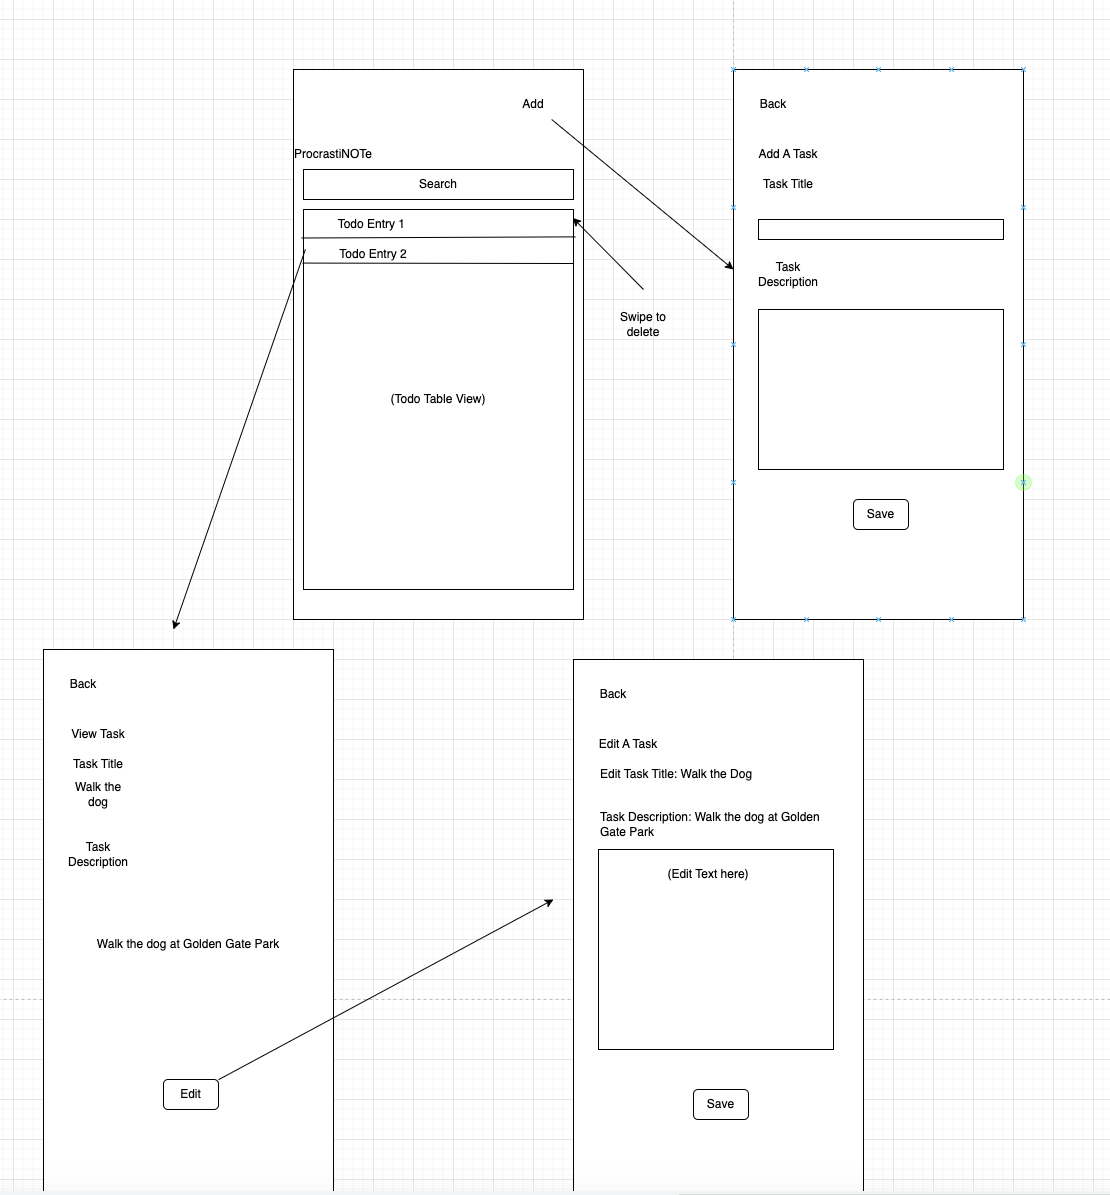 Add
ProcrastiNOTe
Search
Todo Entry 1
Todo Entry 2
(Todo Table View)
Swipe to
delete
Back
Add A Task
Task Title
Task
Description
Save
Back
View Task
Task Title
Walk the
dog
Task
Description
Walk the dog at Golden Gate Park
Edit
Back
Edit A Task
Edit Task Title: Walk the Dog
Task Description: Walk the dog at Golden
Gate Park
(Edit Text here)
Save